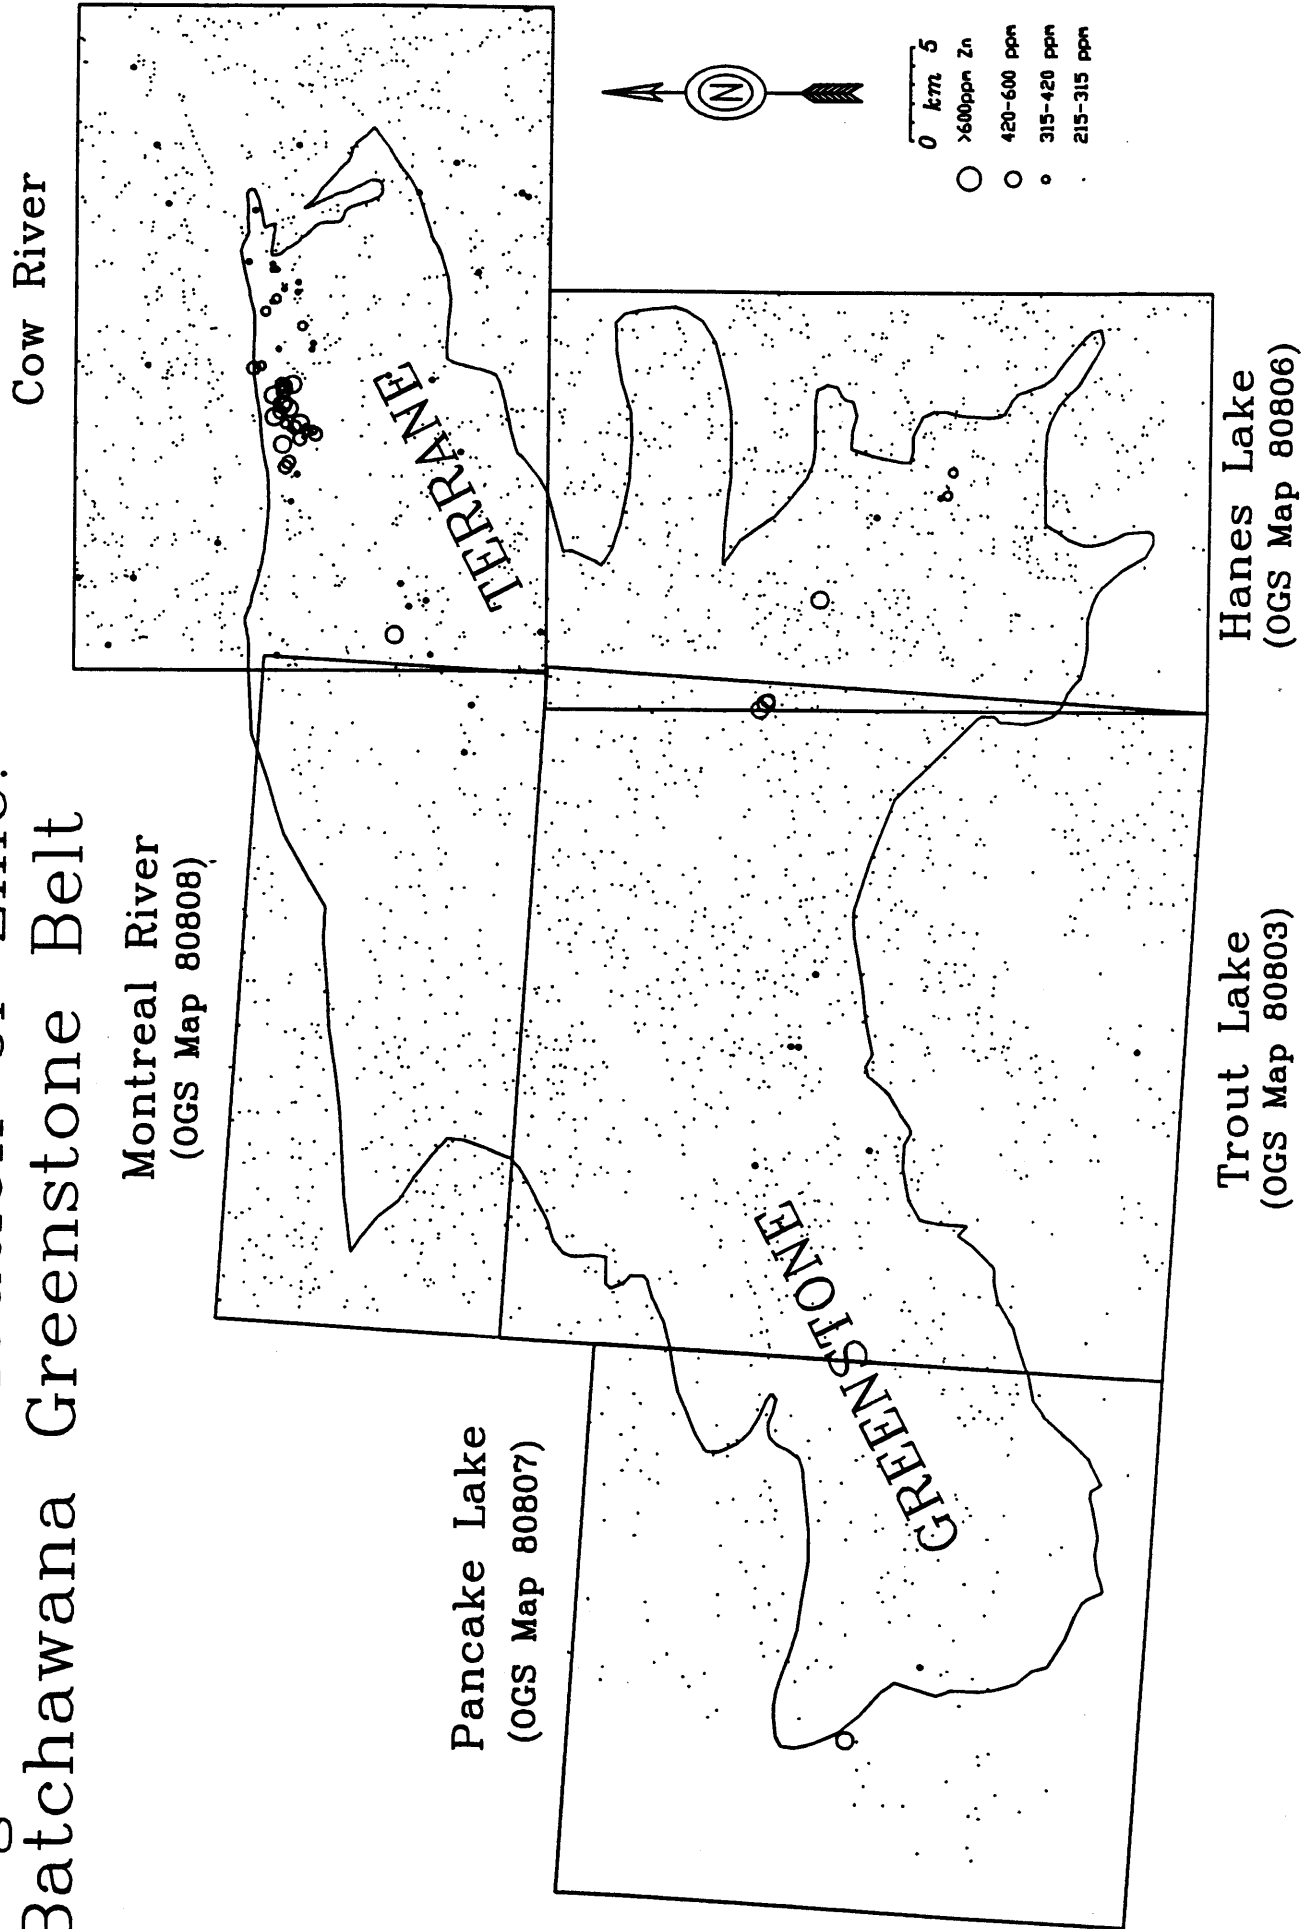 Batchawana Greenstone Belt
Cow River
Montreal River
(OGS Map 80808)
Pancake Lake
(OGS Map 80807)
GREENSTONE
TERRANE
Trout Lake
(OGS Map 80803)
Hanes Lake
(OGS Map 80806)
N
0 km 5
>600ppm Zn
420-600 ppm
315-420 ppm
215-315 ppm